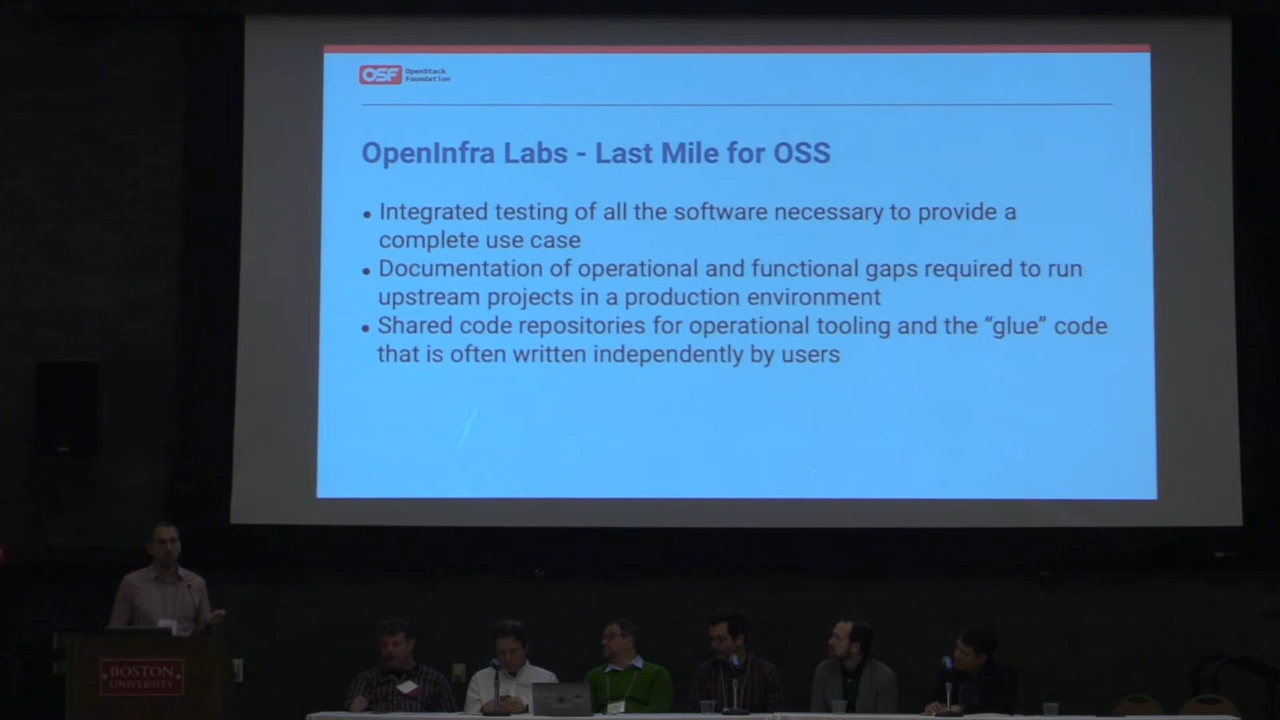 OSF OpenStack
Foundation
OpenInfra Labs - Last Mile for OSS
• Integrated testing of all the software necessary to provide a
complete use case
• Documentation of operational and functional gaps required to run
upstream projects in a production environment
• Shared code repositories for operational tooling and the “glue” code
that is often written independently by users
BOSTON
UNIVERSITY